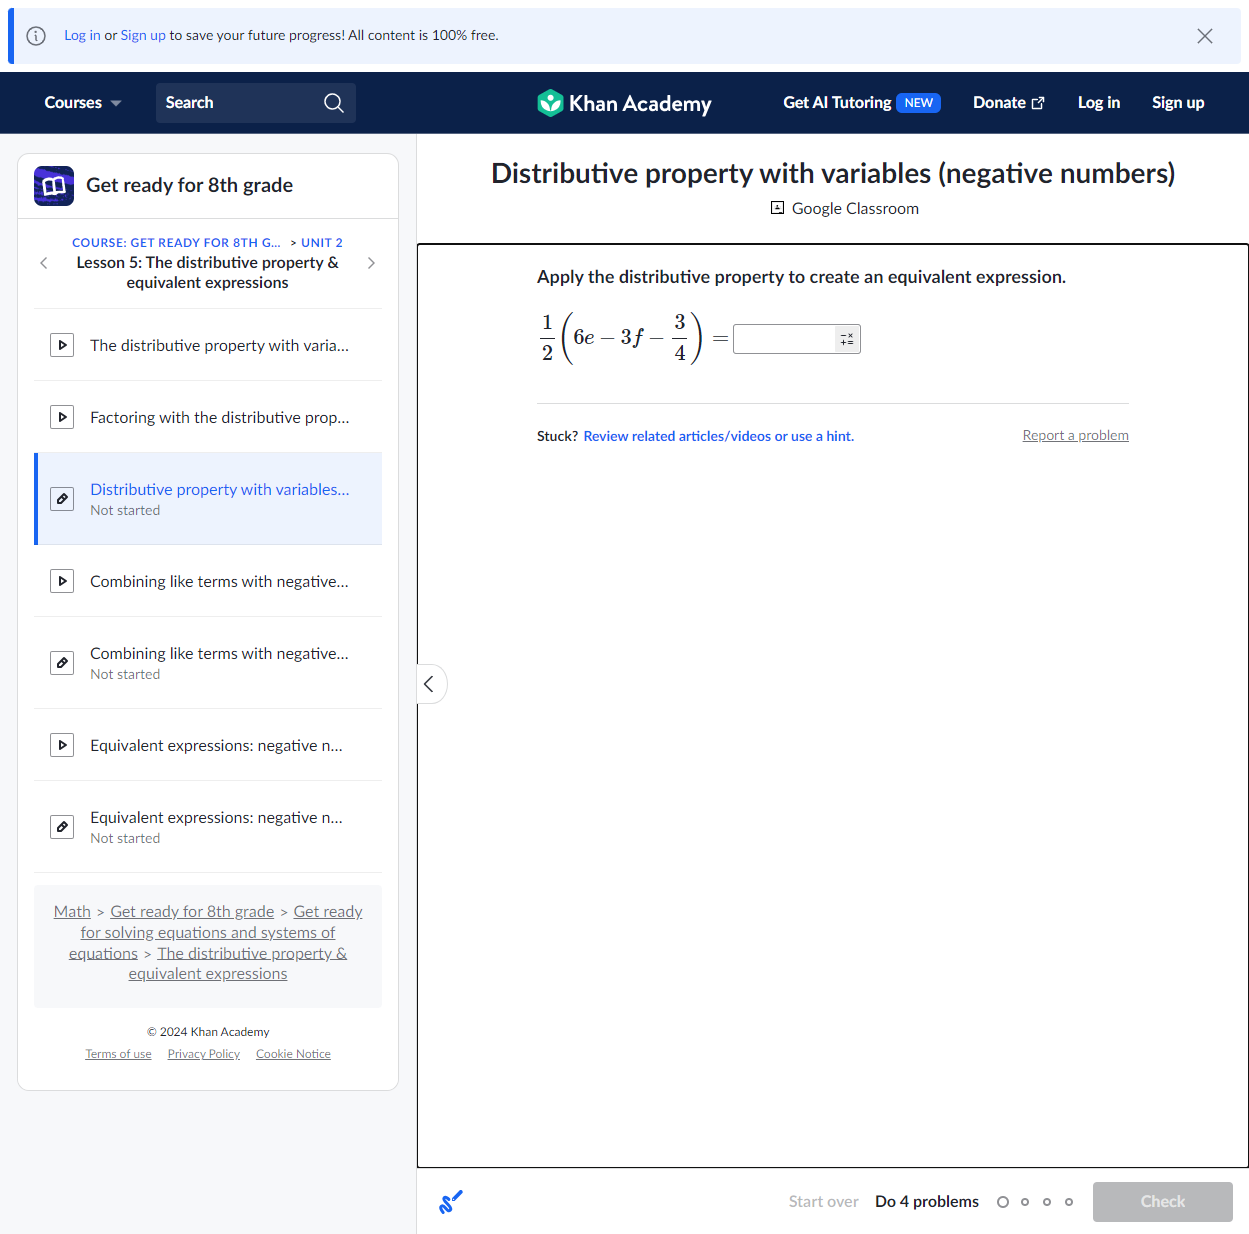 Log in or Sign up to save your future progress! All content is 100% free.
Courses
Search
Khan Academy
Get AI Tutoring NEW
Donate
Log in
Sign up
Get ready for 8th grade
COURSE: GET READY FOR 8TH G... > UNIT 2
Lesson 5: The distributive property &
equivalent expressions
The distributive property with varia...
Factoring with the distributive prop...
Distributive property with variables...
Not started
Combining like terms with negative...
Combining like terms with negative...
Not started
Equivalent expressions: negative n...
Equivalent expressions: negative n...
Not started
Math > Get ready for 8th grade > Get ready
for solving equations and systems of
equations > The distributive property &
equivalent expressions
© 2024 Khan Academy
Terms of use Privacy Policy Cookie Notice
Distributive property with variables (negative numbers)
Google Classroom
Apply the distributive property to create an equivalent expression.
1/2 (6e − 3f − 3/4) =
Stuck? Review related articles/videos or use a hint.
Report a problem
Start over
Do 4 problems
Check